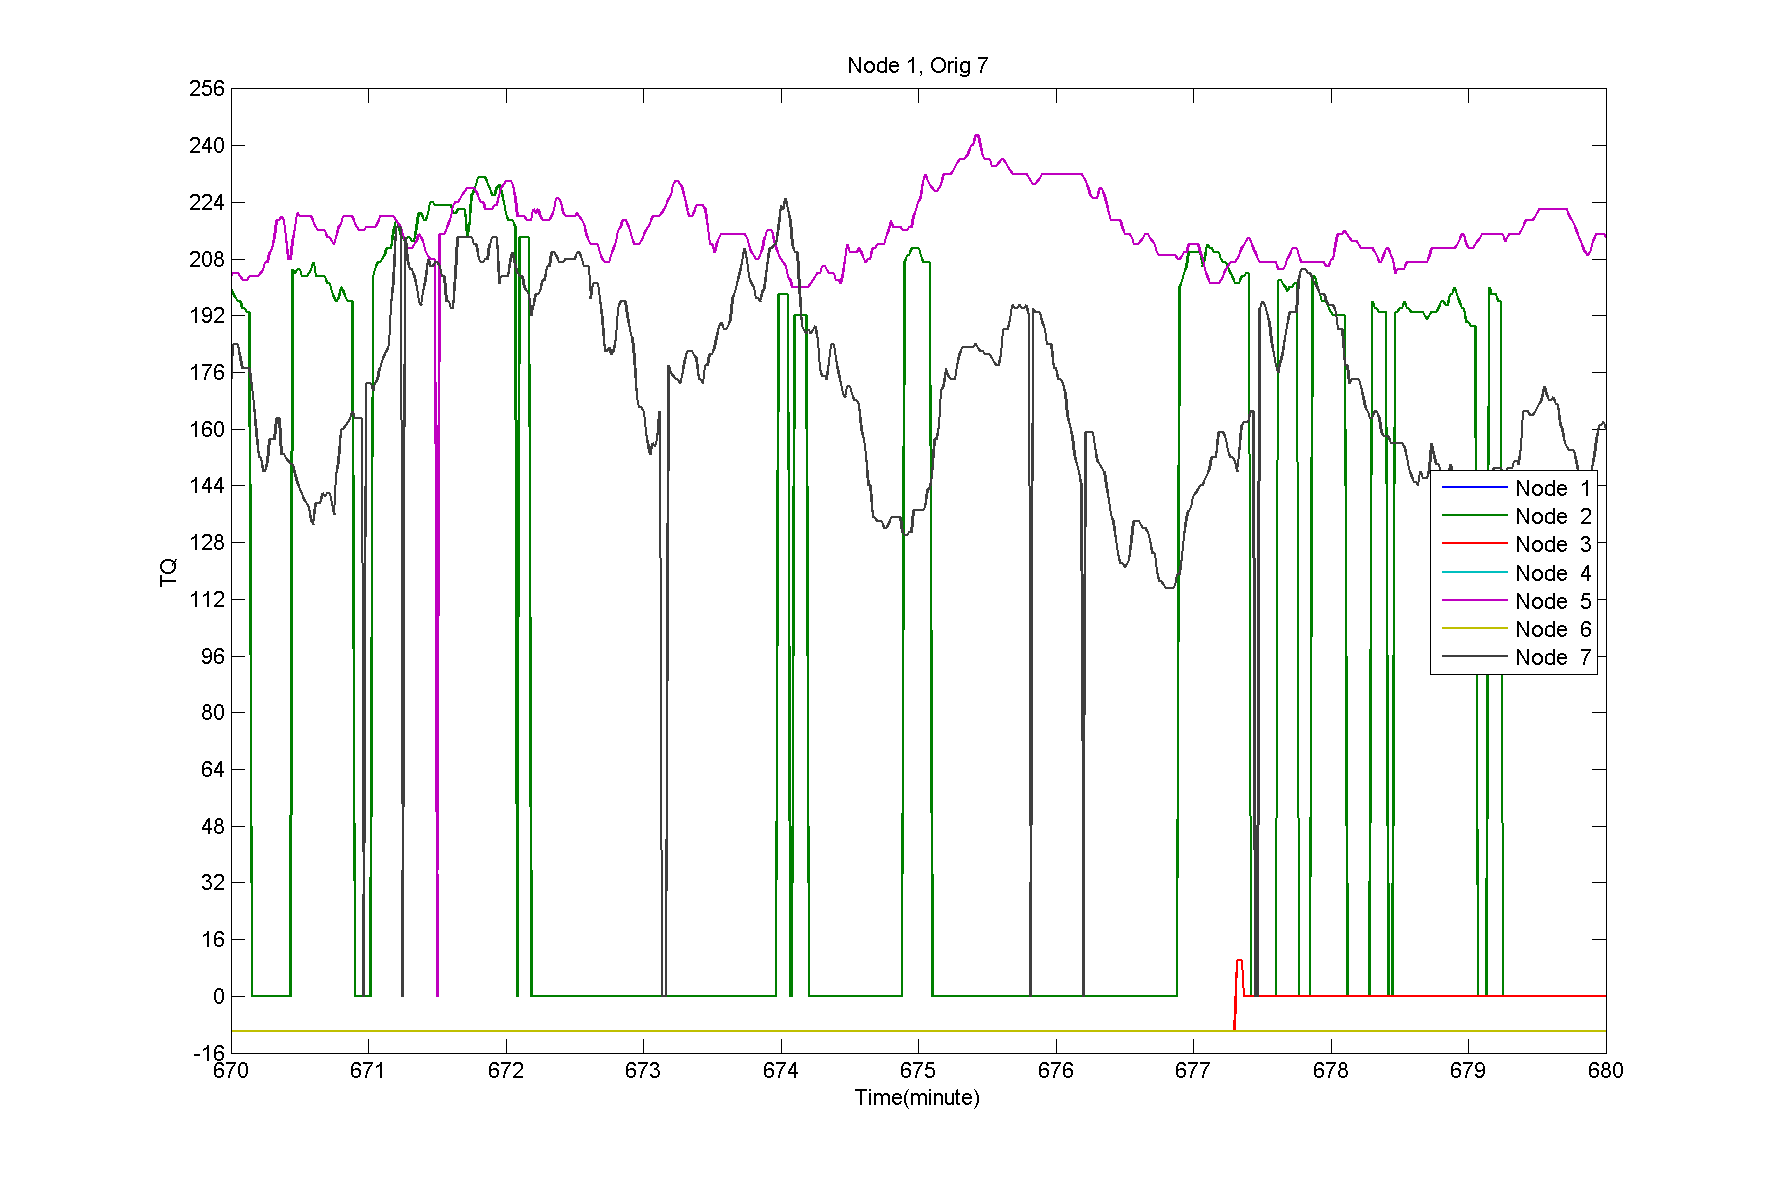 Node 1, Orig 7
256
240
224
208
192
176
160
144
128
112
96
80
64
48
32
16
0
-16
TQ
670 671 672 673 674 675 676 677 678 679 680
Time(minute)
Node 1
Node 2
Node 3
Node 4
Node 5
Node 6
Node 7